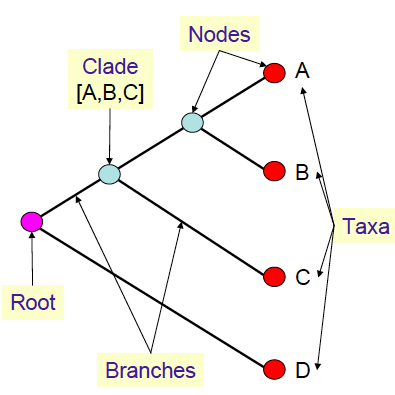 Nodes
Clade
[A,B,C]
A
B
Taxa
C
Root
Branches
D